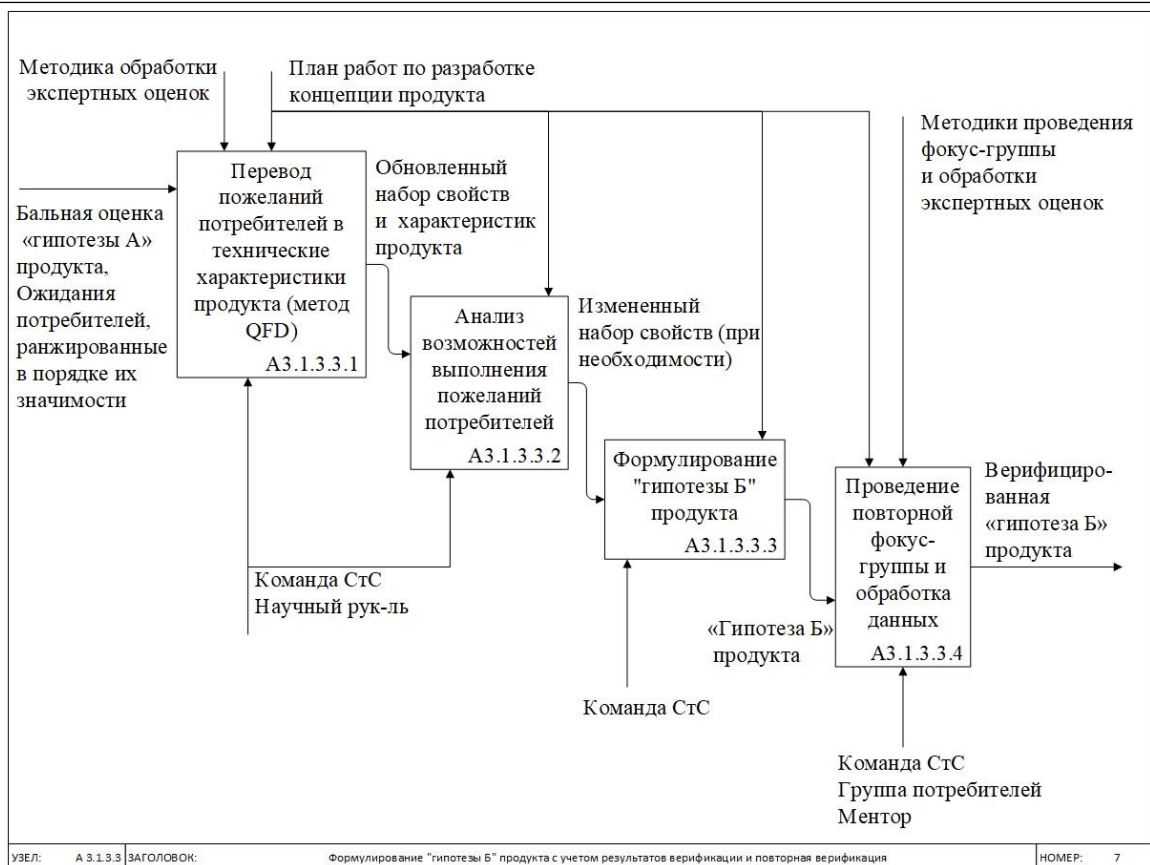 Методика обработки
экспертных оценок
План работ по разработке
концепции продукта
Методики проведения
фокус-группы
и обработки
экспертных оценок
Бальная оценка
«гипотезы А»
продукта,
Ожидания
потребителей,
ранжированные
в порядке их
значимости
Перевод
пожеланий
потребителей в
технические
характеристики
продукта (метод
QFD)
А3.1.3.3.1
Обновленный
набор свойств
и характеристик
продукта
Анализ
возможностей
выполнения
пожеланий
потребителей
А3.1.3.3.2
Измененный
набор свойств (при
необходимости)
Формулирование
"гипотезы Б"
продукта
А3.1.3.3.3
Проведение
повторной
фокус-
группы и
обработка
данных
А3.1.3.3.4
Верифициро-
ванная
«гипотеза Б»
продукта
Команда СтС
Научный рук-ль
«Гипотеза Б»
продукта
Команда СтС
Команда СтС
Группа потребителей
Ментор
УЗЕЛ: А 3.1.3.3 ЗАГОЛОВОК: Формулирование "гипотезы Б" продукта с учетом результатов верификации и повторная верификация НОМЕР: 7